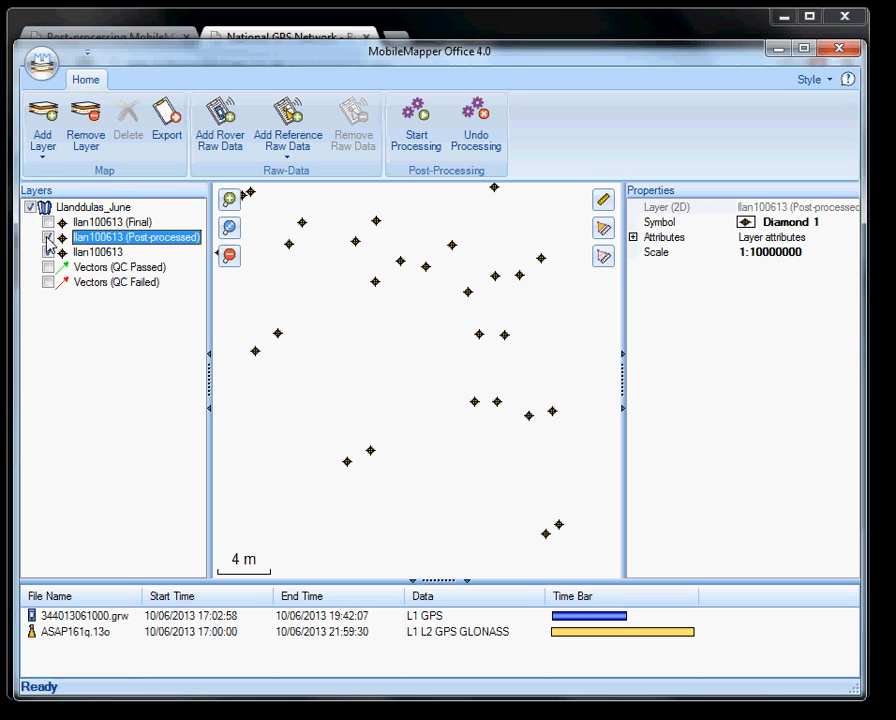 Post-processing MobileM
National GPS Network - R
MobileMapper Office 4.0
Home
Style
Add Layer
Remove Layer
Delete
Export
Add Rover Raw Data
Add Reference Raw Data
Remove Raw Data
Start Processing
Undo Processing
Map
Raw-Data
Post-Processing
Layers
Llanddulas_June
llan100613 (Final)
llan100613 (Post-processed)
llan100613
Vectors (QC Passed)
Vectors (QC Failed)
4 m
Properties
Layer (2D) llan100613 (Post-processed
Symbol Diamond 1
Attributes Layer attributes
Scale 1:10000000
File Name Start Time End Time Data Time Bar
344013061000.grw 10/06/2013 17:02:58 10/06/2013 19:42:07 L1 GPS
ASAP161q.13o 10/06/2013 17:00:00 10/06/2013 21:59:30 L1 L2 GPS GLONASS
Ready